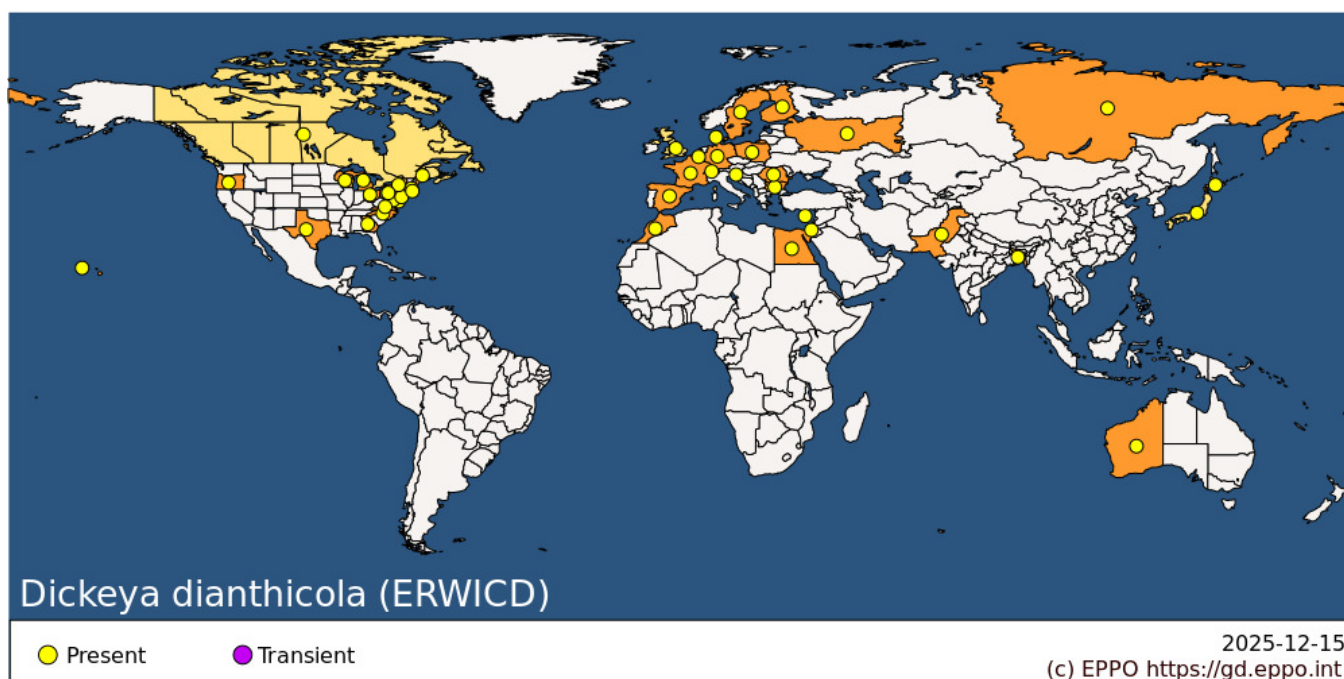 Dickeya dianthicola (ERWICD)
Present
Transient
2025-12-15
(c) EPPO https://gd.eppo.int